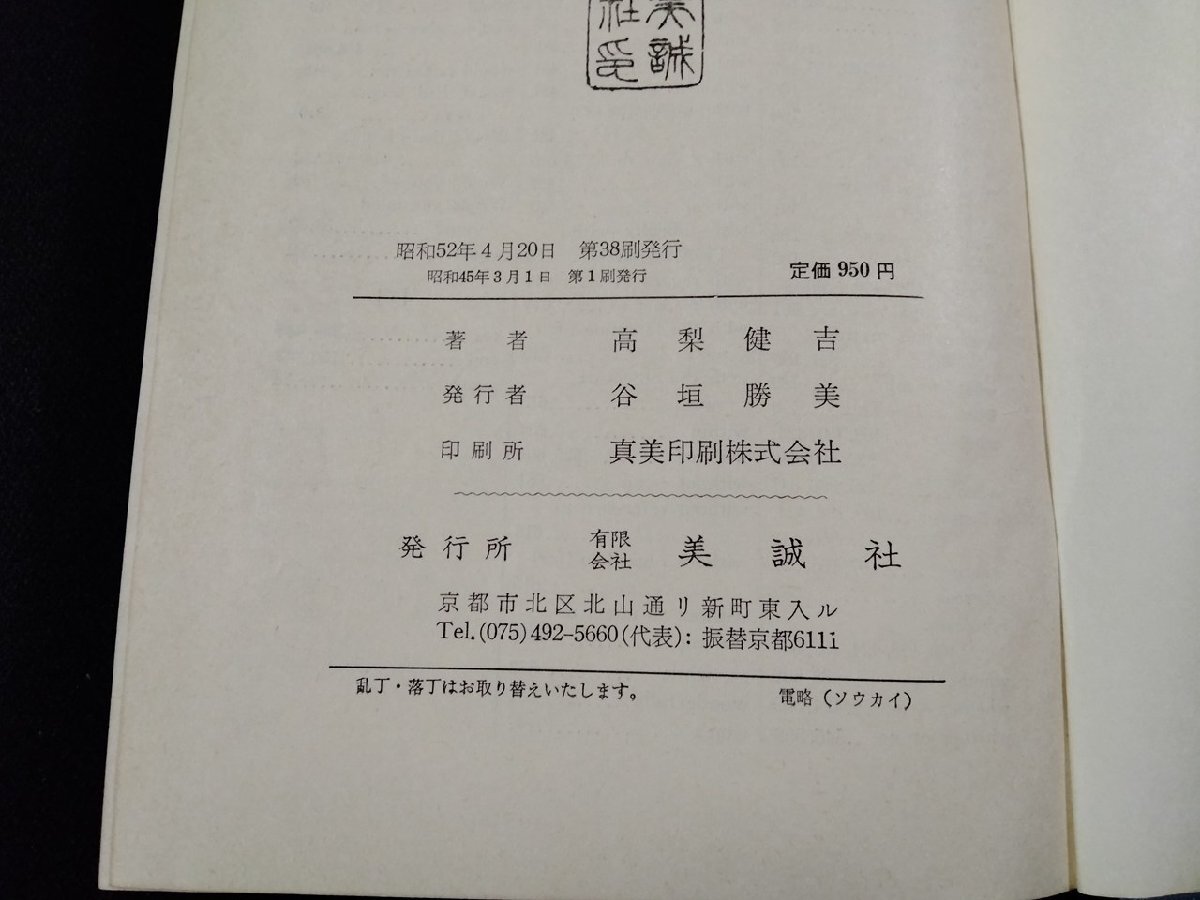 美誠
社印
昭和52年4月20日 第38刷発行
昭和45年3月1日 第1刷発行
定価 950 円
著者 高梨健吉
発行者 谷垣勝美
印刷所 真美印刷株式会社
発行所 有限会社 美誠社
京都市北区北山通リ新町東入ル
Tel.(075)492-5660(代表): 振替京都6111
乱丁・落丁はお取り替えいたします。
電略（ソウカイ）